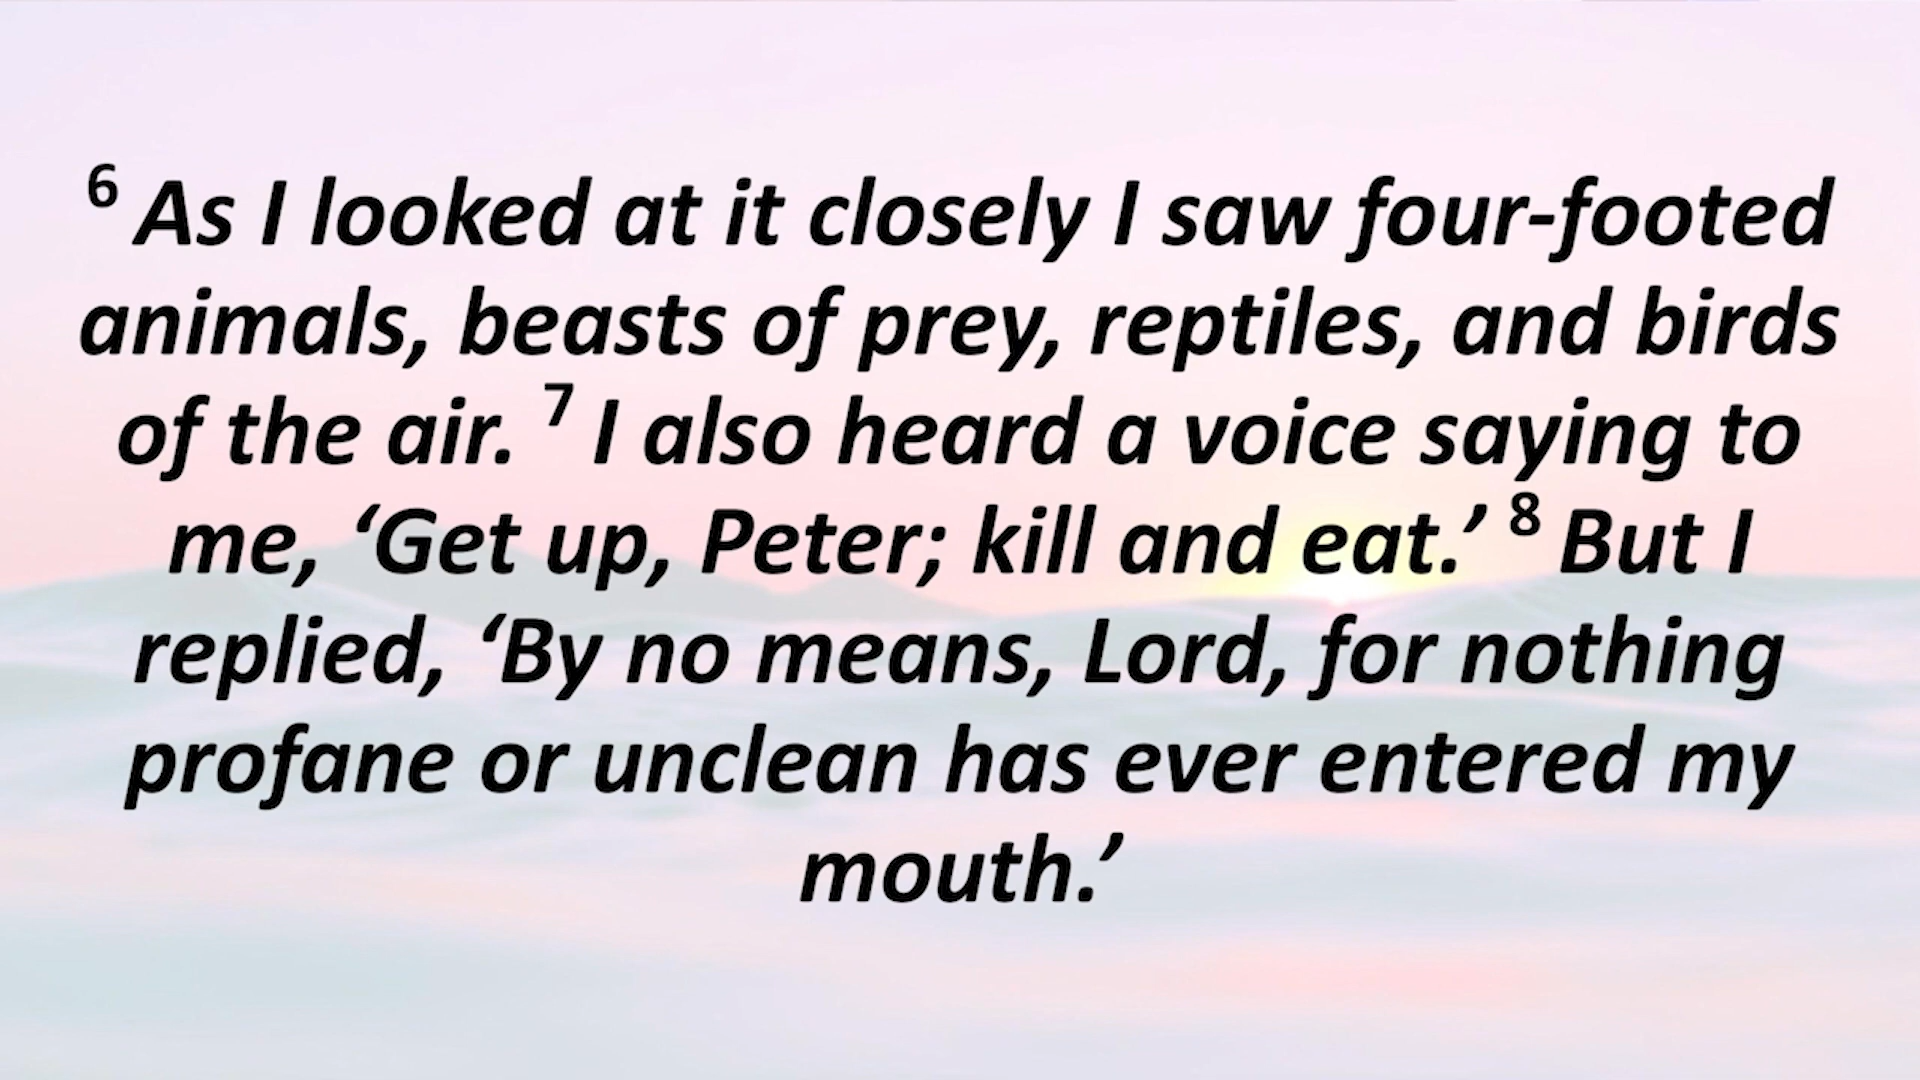 6 As I looked at it closely I saw four-footed
animals, beasts of prey, reptiles, and birds
of the air. 7 I also heard a voice saying to
me, ‘Get up, Peter; kill and eat.’ 8 But I
replied, ‘By no means, Lord, for nothing
profane or unclean has ever entered my
mouth.’